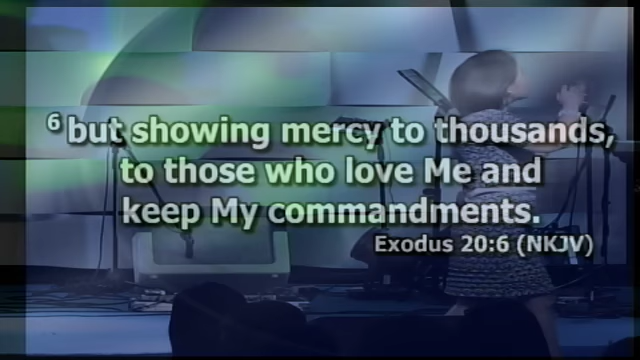 6 but showing mercy to thousands,
to those who love Me and
keep My commandments.
Exodus 20:6 (NKJV)